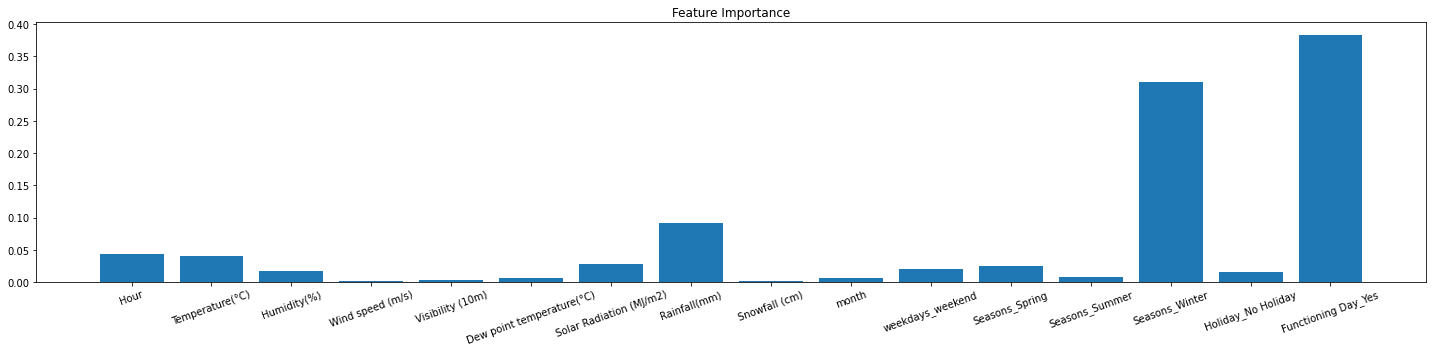 Feature Importance
0.40
0.35
0.30
0.25
0.20
0.15
0.10
0.05
0.00
Hour
Temperature(°C)
Humidity(%)
Wind speed (m/s)
Visibility (10m)
Dew point temperature(°C)
Solar Radiation (MJ/m2)
Rainfall(mm)
Snowfall (cm)
month
weekdays_weekend
Seasons_Spring
Seasons_Summer
Seasons_Winter
Holiday_No Holiday
Functioning Day_Yes